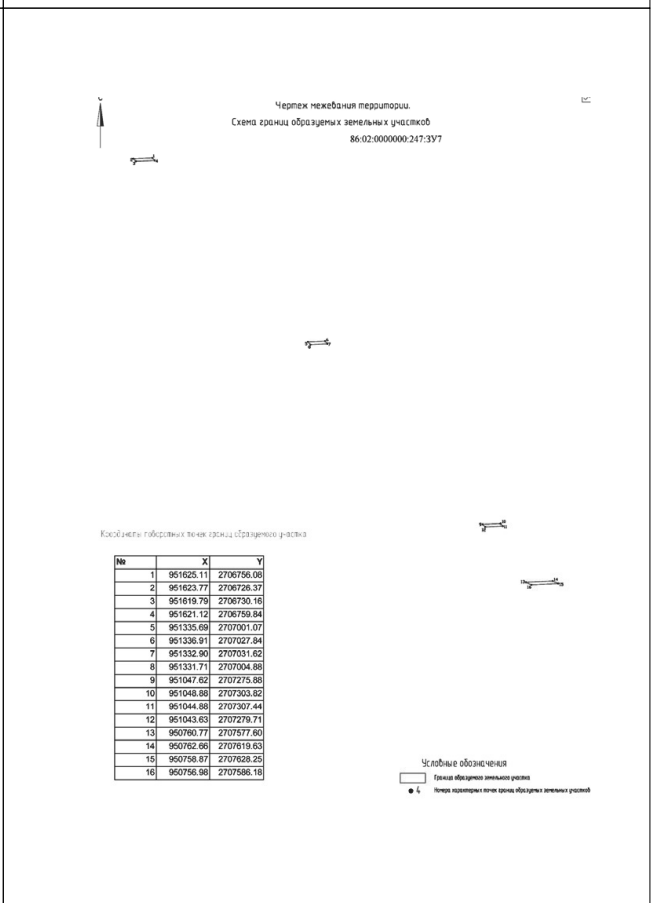 Чертеж межевания территории.
Схема границ образуемых земельных участков
86:02:0000000:247:ЗУ7
Координаты поворотных точек границ образуемого участка
№ X Y
1 951625.11 2706756.08
2 951623.77 2706726.37
3 951619.79 2706730.16
4 951621.12 2706759.84
5 951335.69 2707001.07
6 951336.91 2707027.84
7 951332.90 2707031.62
8 951331.71 2707004.88
9 951047.62 2707275.88
10 951048.88 2707303.82
11 951044.88 2707307.44
12 951043.63 2707279.71
13 950760.77 2707577.60
14 950762.66 2707619.63
15 950758.87 2707628.25
16 950756.98 2707586.18
Условные обозначения
Граница образуемого земельного участка
4 Номера характерных точек границ образуемых земельных участков